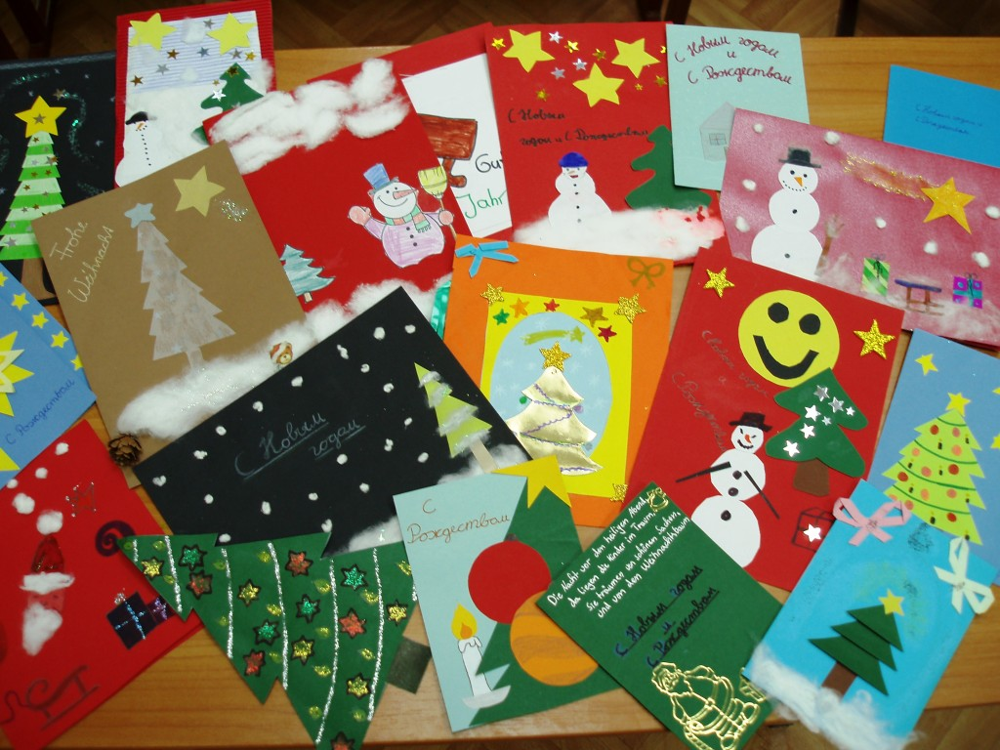 С Новым годом
и
С Рождеством
С Новым
годом и С Рождеством
Gut
Jahr
С Новым годом
Рождеством
Frohe
Weihnacht
С Рождеством
С Новым
годом
С Новым годом
и
С Рождеством
С
Рождеством
Die Nacht vor dem heiligen Abend,
da liegen die Kinder im Traum,
sie träumen von schönen Sachen,
und von dem Weihnachtsbaum
С Новым годом
и
Рождеством